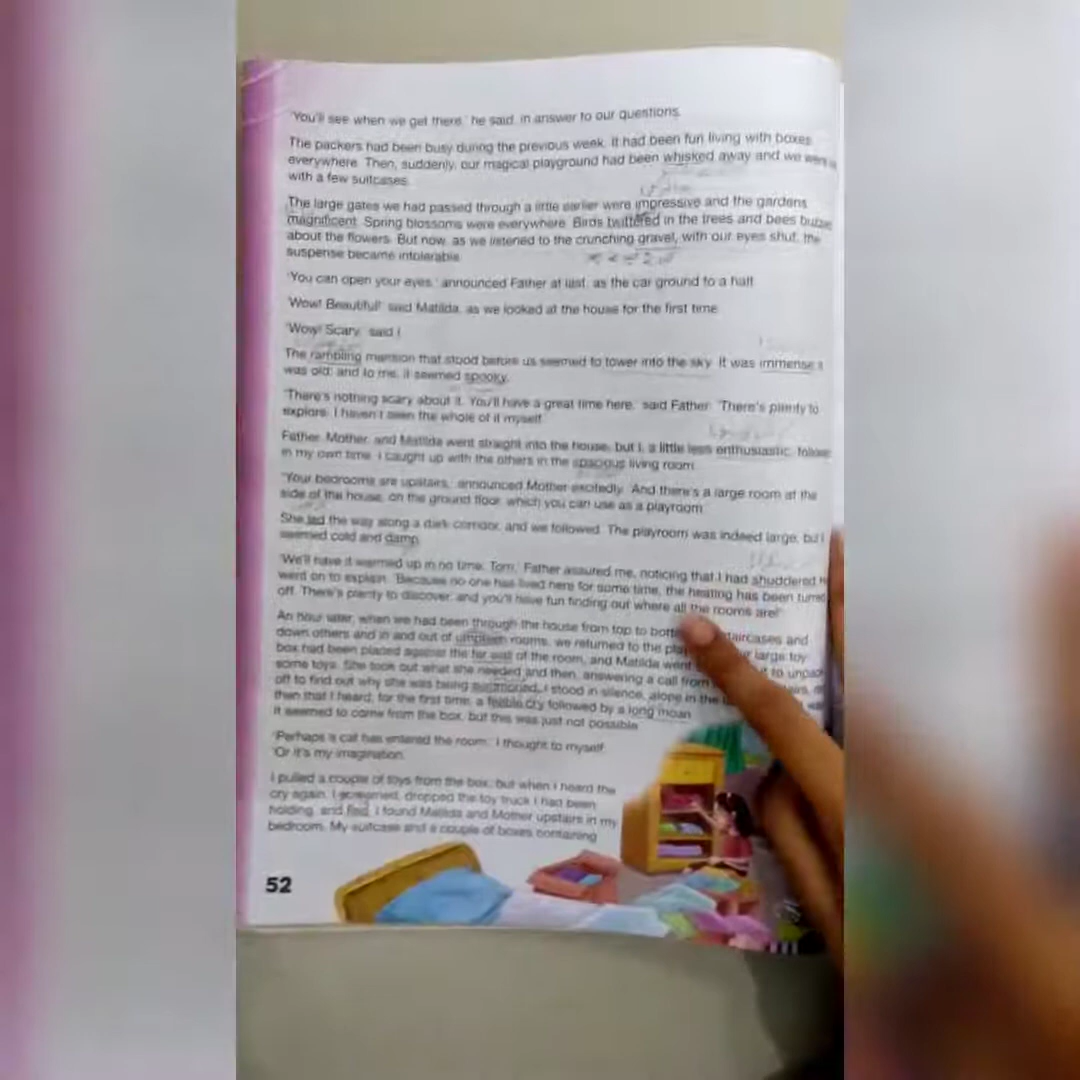 'You'll see when we get there,' he said, in answer to our questions.
The packers had been busy during the previous week. It had been fun living with boxes
everywhere. Then, suddenly, our magical playground had been whisked away and we were
with a few suitcases.
The large gates we had passed through a little earlier were impressive and the gardens
magnificent. Spring blossoms were everywhere. Birds twittered in the trees and bees
about the flowers. But now, as we listened to the crunching gravel, with our eyes shut, the
suspense became intolerable.
'You can open your eyes,' announced Father at last, as the car ground to a halt.
'Wow! Beautiful!' said Matilda, as we looked at the house for the first time.
'Wow! Scary,' said I.
The rambling mansion that stood before us seemed to tower into the sky. It was immense
was old; and to me, it seemed spooky.
'There's nothing scary about it. You'll have a great time here,' said Father. 'There's plenty to
explore. I haven't seen the whole of it myself.'
Father, Mother, and Matilda went straight into the house, but I, a little less enthusiastic,
in my own time. I caught up with the others in the spacious living room.
'Your bedrooms are upstairs,' announced Mother excitedly. 'And there's a large room at the
side of the house, on the ground floor, which you can use as a playroom.'
She led the way along a dark corridor, and we followed. The playroom was indeed large, but
seemed cold and damp.
'We'll have it warmed up in no time, Tom,' Father assured me, noticing that I had shuddered.
went on to explain. 'Because no one has lived here for some time, the heating has been
off. There's plenty to discover, and you'll have fun finding out where all the rooms are!'
An hour later, when we had been through the house from top to staircases and
down others and in and out of rooms, we returned to the large toy
box had been placed against the far wall of the room, and Matilda went to unpack
some toys. She took out what she needed and then, answering a call from
off to find out why she was being summoned. I stood in silence, alone in the
then that I heard, for the first time, a feeble cry followed by a long moan.
It seemed to come from the box, but this was just not possible.
'Perhaps a cat has entered the room,' I thought to myself.
'Or it's my imagination.'
I pulled a couple of toys from the box, but when I heard the
cry again, I screamed, dropped the toy truck I had been
holding, and fled. I found Matilda and Mother upstairs in my
bedroom. My suitcase and a couple of boxes containing
52